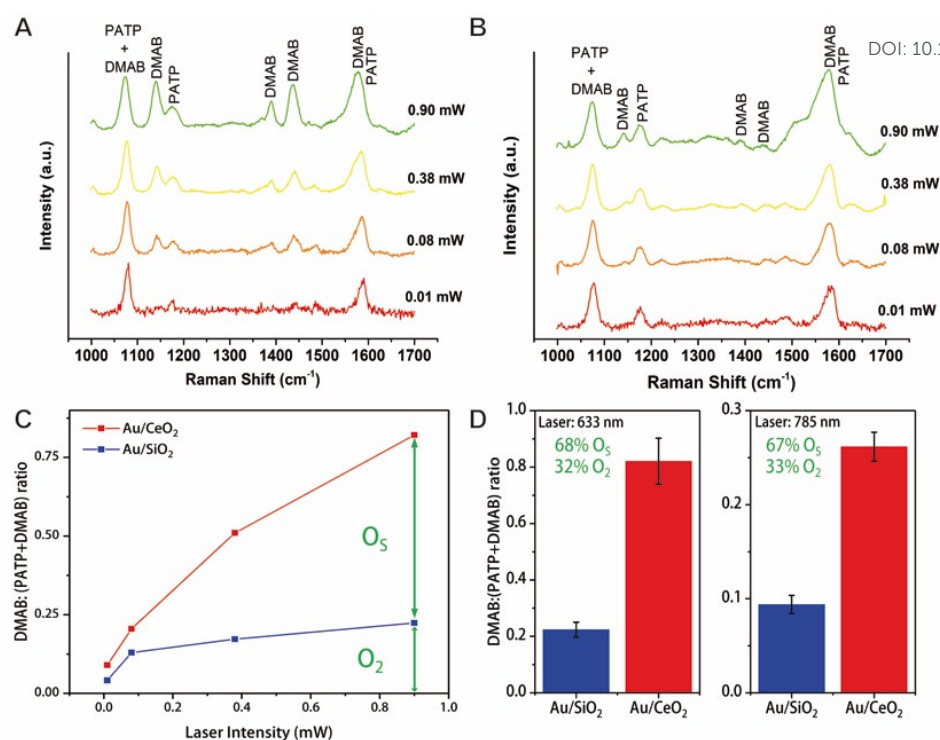 A
PATP
+
DMAB
DMAB
PATP
DMAB
DMAB
DMAB
PATP
0.90 mW
0.38 mW
0.08 mW
0.01 mW
Intensity (a.u.)
1000 1100 1200 1300 1400 1500 1600 1700
Raman Shift (cm⁻¹)
B
DOI: 10.1
PATP
+
DMAB
DMAB
PATP
DMAB
DMAB
DMAB
PATP
0.90 mW
0.38 mW
0.08 mW
0.01 mW
Intensity (a.u.)
1000 1100 1200 1300 1400 1500 1600 1700
Raman Shift (cm⁻¹)
C
Au/CeO₂
Au/SiO₂
0.75
0.50
0.25
0.00
O_S
O₂
DMAB: (PATP+DMAB) ratio
0.0 0.2 0.4 0.6 0.8 1.0
Laser Intensity (mW)
D
DMAB:(PATP+DMAB) ratio
1.0
0.8
0.6
0.4
0.2
0.0
Laser: 633 nm
68% O_S
32% O₂
Au/SiO₂ Au/CeO₂
0.3
0.2
0.1
0.0
Laser: 785 nm
67% O_S
33% O₂
Au/SiO₂ Au/CeO₂